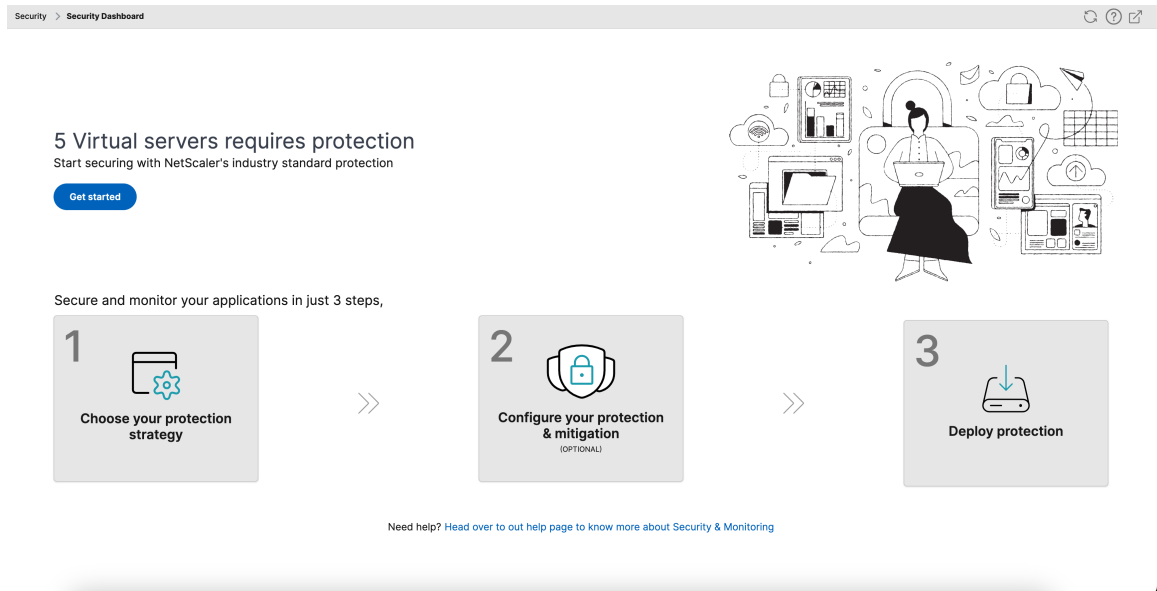 Security > Security Dashboard
5 Virtual servers requires protection
Start securing with NetScaler's industry standard protection
Get started
Secure and monitor your applications in just 3 steps,
1
Choose your protection
strategy
2
Configure your protection
& mitigation
(OPTIONAL)
3
Deploy protection
Need help? Head over to out help page to know more about Security & Monitoring